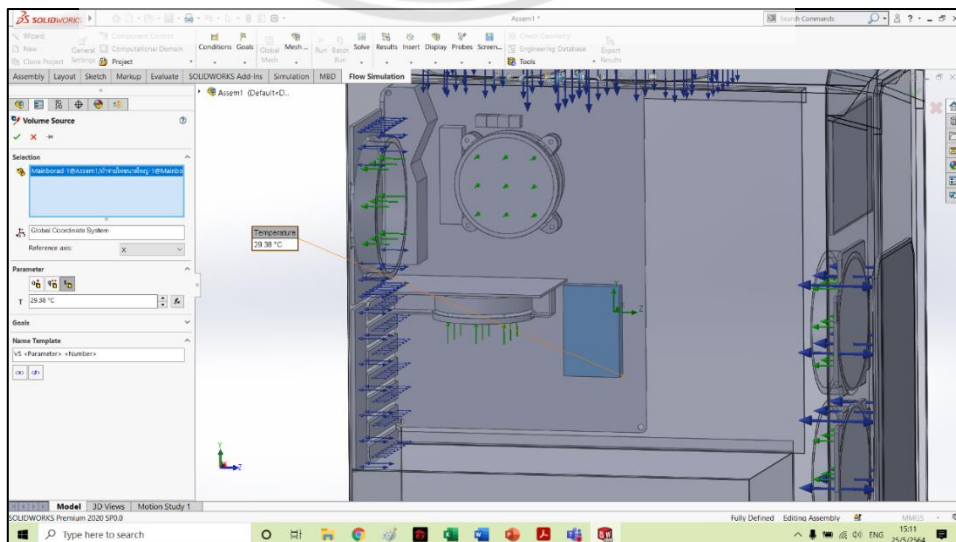 SOLIDWORKS
Assem1 *
Search Commands
Wizard
New
Clone Project
General Settings
Component Control
Computational Domain
Project
Conditions
Goals
Global Mesh
Mesh...
Run
Batch Run
Solve
Results
Insert
Display
Probes
Screen...
Check Geometry
Engineering Database
Tools
Export Results
Assembly
Layout
Sketch
Markup
Evaluate
SOLIDWORKS Add-Ins
Simulation
MBD
Flow Simulation
Assem1 (Default<D...
Volume Source
Selection
Global Coordinate System
Reference axis:
X
Parameter
T
29.38 °C
Goals
Name Template
VS <Parameter> <Number>
Temperature
29.38 °C
Y
Z
Y
Z
Model
3D Views
Motion Study 1
SOLIDWORKS Premium 2020 SP0.0
Fully Defined
Editing Assembly
MMGS
Type here to search
ENG
15:11
25/5/2564